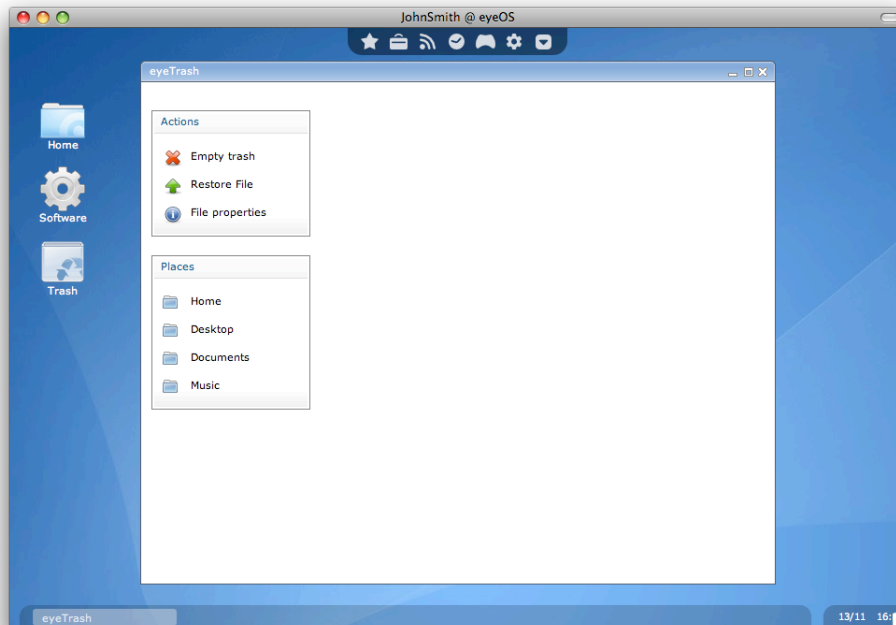 JohnSmith @ eyeOS
eyeTrash
Home
Software
Trash
Actions
Empty trash
Restore File
File properties
Places
Home
Desktop
Documents
Music
eyeTrash
13/11 16: